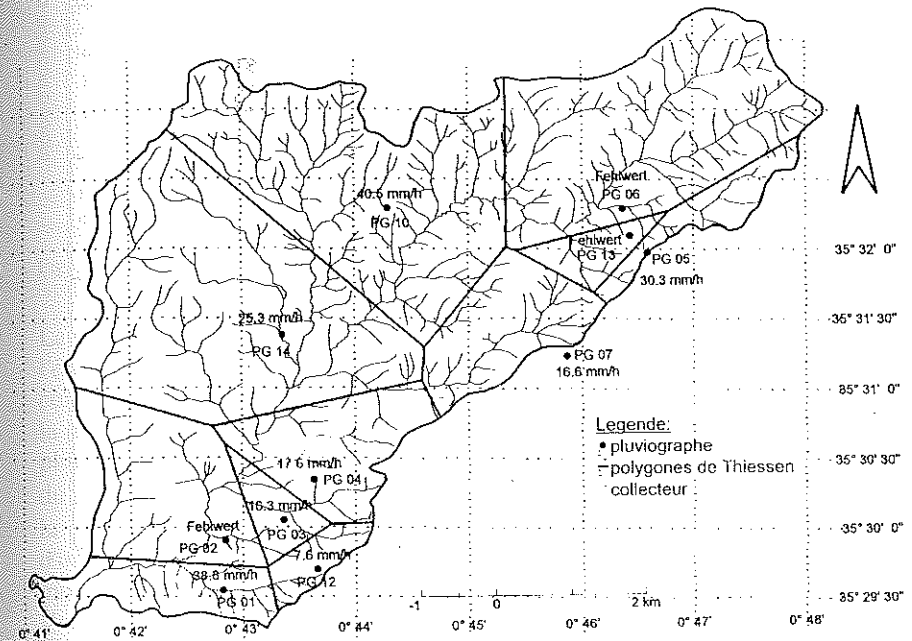 Fehlwert
PG 06
40.5 mm/h
PG 10
Fehlwert
PG 13
PG 05
30.3 mm/h
35° 32' 0"
25.3 mm/h
PG 14
35° 31' 30"
PG 07
16.6 mm/h
85° 31' 0"
Legende:
pluviographe
polygones de Thiessen
collecteur
17.6 mm/h
PG 04
35° 30' 30"
16.3 mm/h
PG 03
Fehlwert
PG 02
35° 30' 0"
7.6 mm/h
PG 12
38.8 mm/h
PG 01
-1 0 2 km
35° 29' 30"
0° 41' 0° 42' 0° 43' 0° 44' 0° 45' 0° 46' 0° 47' 0° 48'